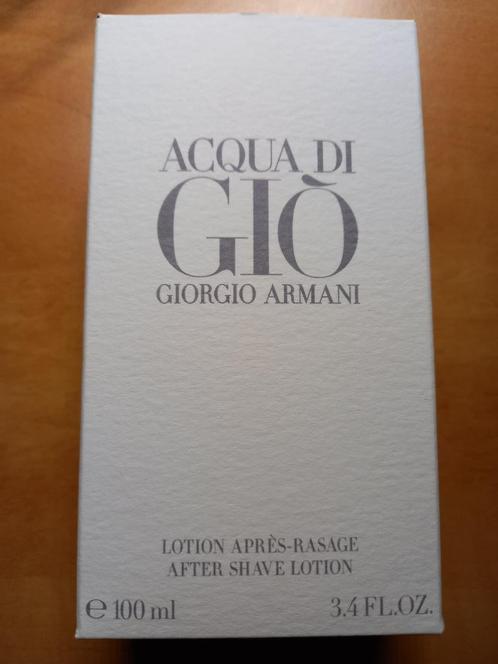 ACQUA DI
GIÒ
GIORGIO ARMANI
LOTION APRÈS-RASAGE
AFTER SHAVE LOTION
℮ 100 ml 3.4 FL.OZ.